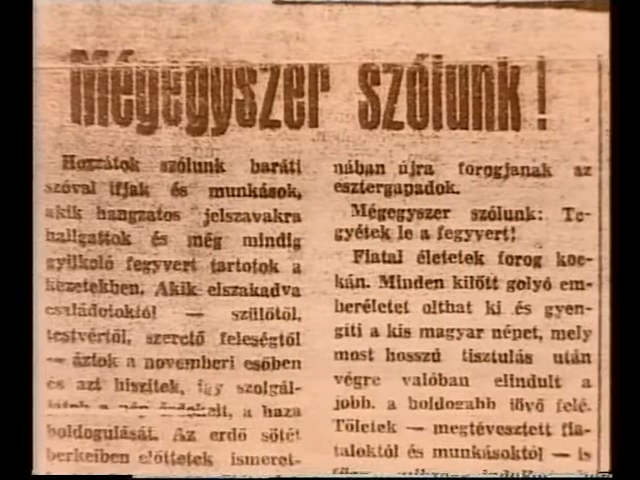 Mégegyszer szólunk!
Hozzátok szólunk baráti
szóval ifjak és munkások,
akik hangzatos jelszavakra
hallgattok és még mindig
gyilkoló fegyvert tartotok a
kezetekben. Akik elszakadva
családotoktól — szülőtől,
testvértől, szerető feleségtől
— áztok a novemberi esőben
és azt hiszitek, így szolgál-
a haza
boldogulását. Az erdő sötét
berkeiben előttetek ismeret-
nában újra forogjanak az
esztergapadok.
Mégegyszer szólunk: Te-
gyétek le a fegyvert!
Fiatal életetek forog koc-
kán. Minden kilőtt golyó em-
beréletet olthat ki és gyen-
gíti a kis magyar népet, mely
most hosszú tisztulás után
végre valóban elindult a
jobb, a boldogabb jövő felé.
Tőletek — megtévesztett fia-
taloktól és munkásoktól — is